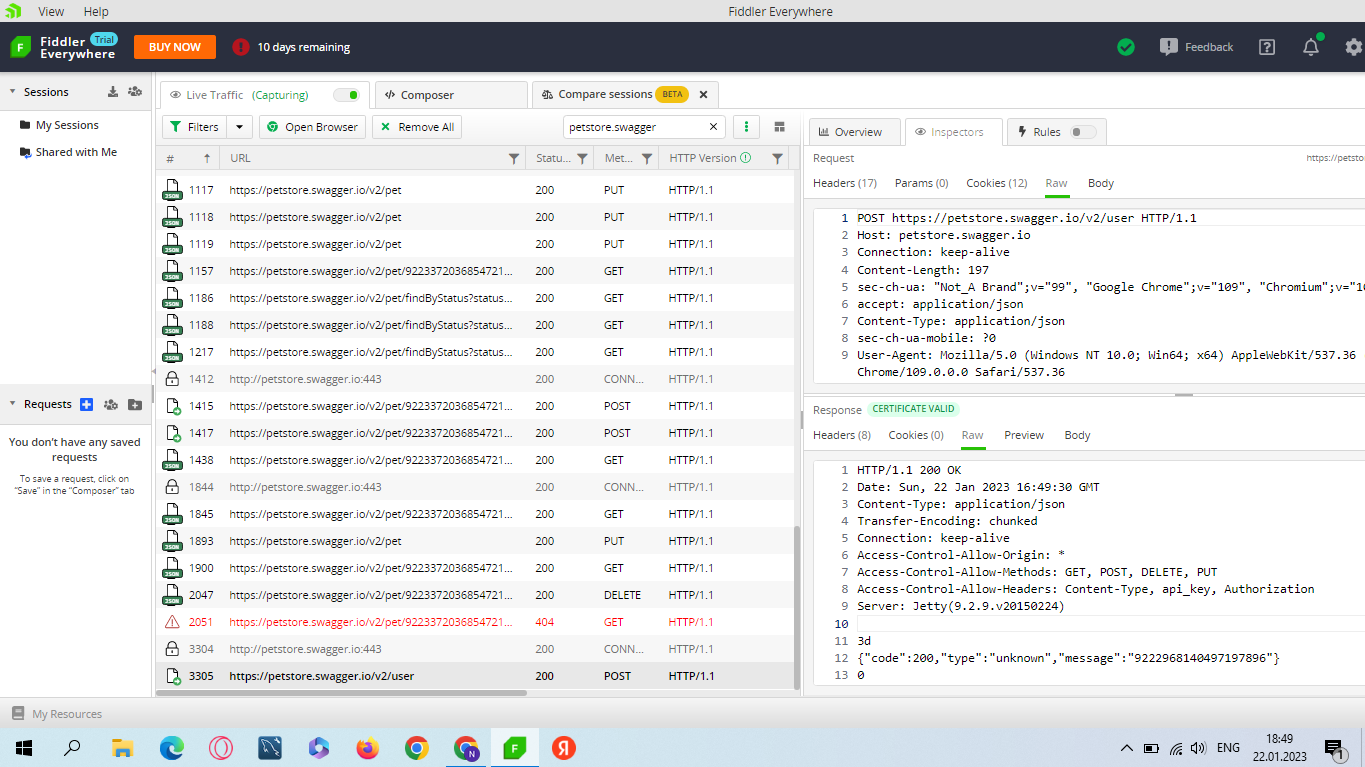 View Help Fiddler Everywhere
Fiddler Everywhere Trial BUY NOW 10 days remaining Feedback
Sessions
My Sessions
Shared with Me
Requests
You don't have any saved requests
To save a request, click on "Save" in the "Composer" tab
Live Traffic (Capturing) Composer Compare sessions BETA
Filters Open Browser Remove All petstore.swagger
# URL Statu... Met... HTTP Version
1117 https://petstore.swagger.io/v2/pet 200 PUT HTTP/1.1
1118 https://petstore.swagger.io/v2/pet 200 PUT HTTP/1.1
1119 https://petstore.swagger.io/v2/pet 200 PUT HTTP/1.1
1157 https://petstore.swagger.io/v2/pet/9223372036854721... 200 GET HTTP/1.1
1186 https://petstore.swagger.io/v2/pet/findByStatus?status... 200 GET HTTP/1.1
1188 https://petstore.swagger.io/v2/pet/findByStatus?status... 200 GET HTTP/1.1
1217 https://petstore.swagger.io/v2/pet/findByStatus?status... 200 GET HTTP/1.1
1412 http://petstore.swagger.io:443 200 CONN... HTTP/1.1
1415 https://petstore.swagger.io/v2/pet/9223372036854721... 200 POST HTTP/1.1
1417 https://petstore.swagger.io/v2/pet/9223372036854721... 200 POST HTTP/1.1
1438 https://petstore.swagger.io/v2/pet/9223372036854721... 200 GET HTTP/1.1
1844 http://petstore.swagger.io:443 200 CONN... HTTP/1.1
1845 https://petstore.swagger.io/v2/pet/9223372036854721... 200 GET HTTP/1.1
1893 https://petstore.swagger.io/v2/pet 200 PUT HTTP/1.1
1900 https://petstore.swagger.io/v2/pet/9223372036854721... 200 GET HTTP/1.1
2047 https://petstore.swagger.io/v2/pet/9223372036854721... 200 DELETE HTTP/1.1
2051 https://petstore.swagger.io/v2/pet/9223372036854721... 404 GET HTTP/1.1
3304 http://petstore.swagger.io:443 200 CONN... HTTP/1.1
3305 https://petstore.swagger.io/v2/user 200 POST HTTP/1.1
Overview Inspectors Rules
Request https://petsto
Headers (17) Params (0) Cookies (12) Raw Body
1 POST https://petstore.swagger.io/v2/user HTTP/1.1
2 Host: petstore.swagger.io
3 Connection: keep-alive
4 Content-Length: 197
5 sec-ch-ua: "Not_A Brand";v="99", "Google Chrome";v="109", "Chromium";v="10
6 accept: application/json
7 Content-Type: application/json
8 sec-ch-ua-mobile: ?0
9 User-Agent: Mozilla/5.0 (Windows NT 10.0; Win64; x64) AppleWebKit/537.36
Chrome/109.0.0.0 Safari/537.36
Response CERTIFICATE VALID
Headers (8) Cookies (0) Raw Preview Body
1 HTTP/1.1 200 OK
2 Date: Sun, 22 Jan 2023 16:49:30 GMT
3 Content-Type: application/json
4 Transfer-Encoding: chunked
5 Connection: keep-alive
6 Access-Control-Allow-Origin: *
7 Access-Control-Allow-Methods: GET, POST, DELETE, PUT
8 Access-Control-Allow-Headers: Content-Type, api_key, Authorization
9 Server: Jetty(9.2.9.v20150224)
10
11 3d
12 {"code":200,"type":"unknown","message":"9222968140497197896"}
13 0
My Resources
ENG 18:49
22.01.2023 1